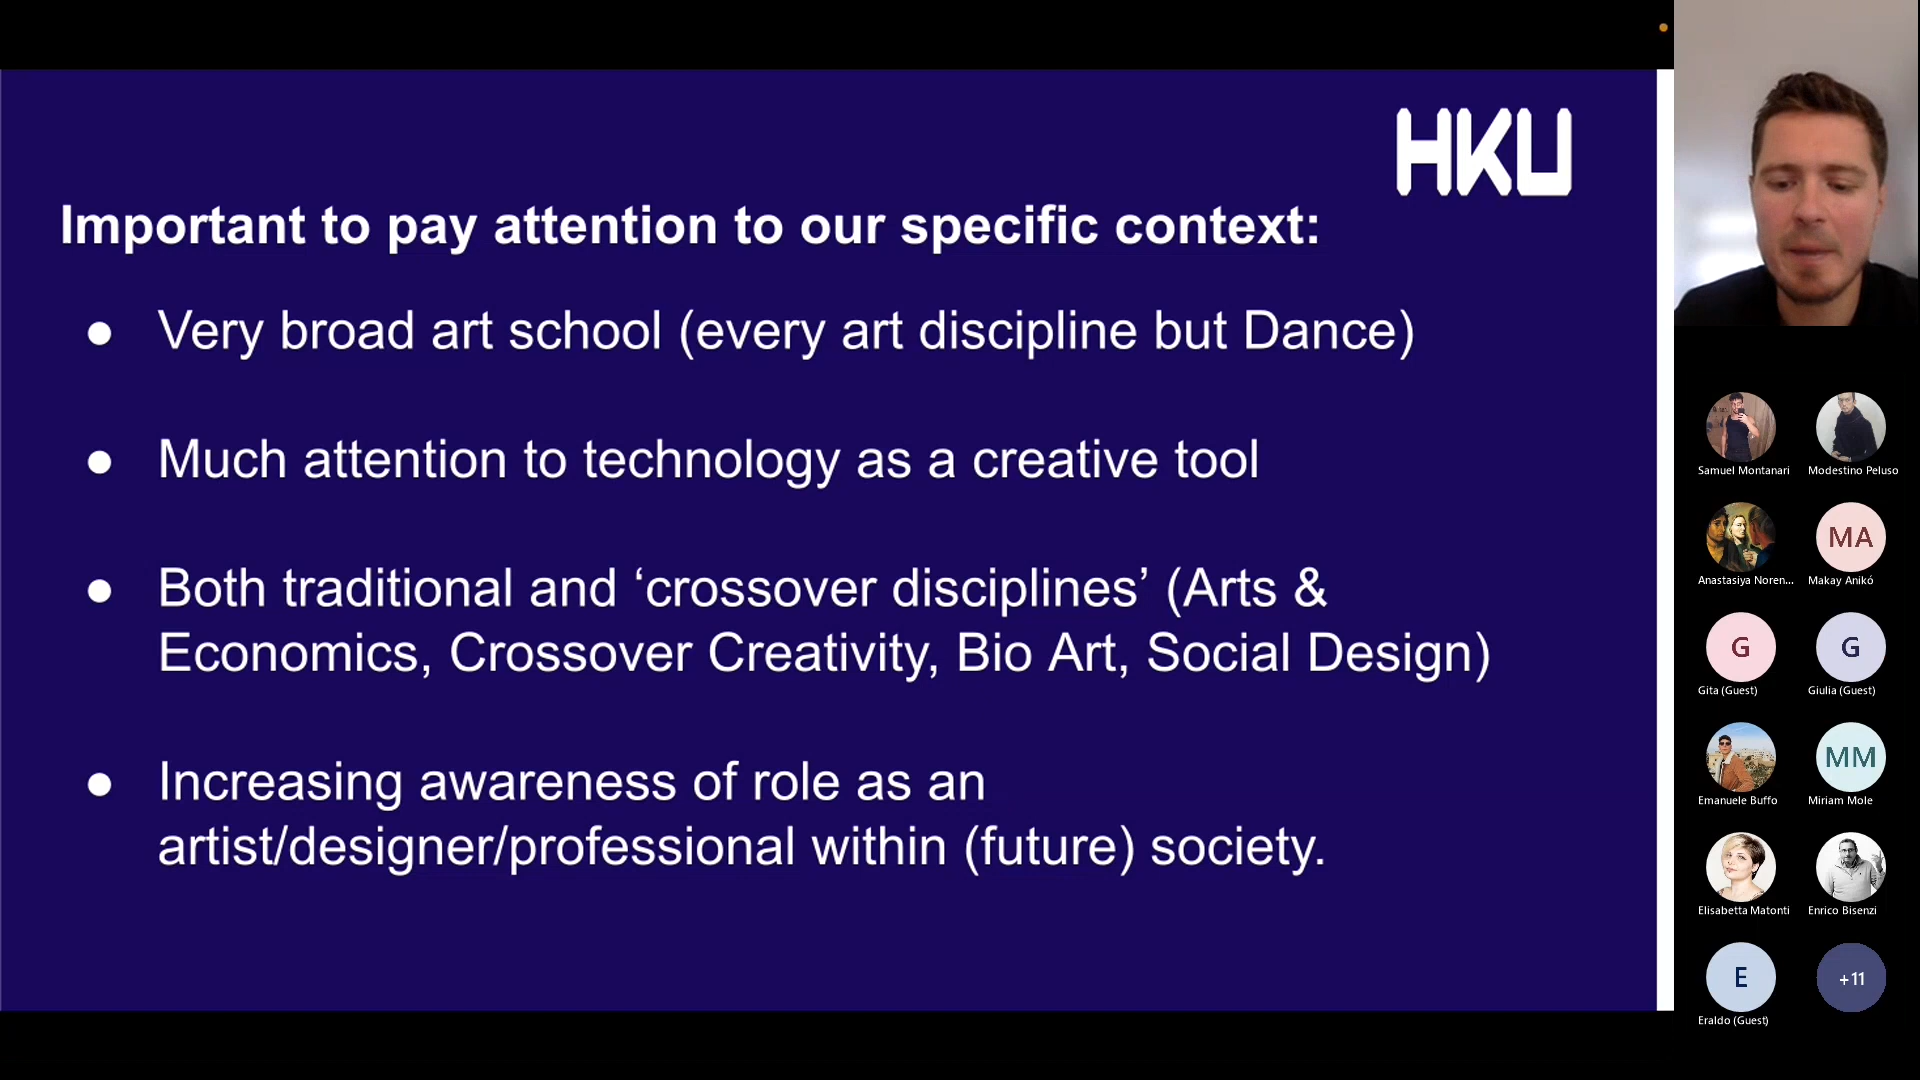 HKU
Important to pay attention to our specific context:
● Very broad art school (every art discipline but Dance)
● Much attention to technology as a creative tool
● Both traditional and ‘crossover disciplines’ (Arts &
Economics, Crossover Creativity, Bio Art, Social Design)
● Increasing awareness of role as an
artist/designer/professional within (future) society.
Samuel Montanari
Modestino Peluso
MA
Anastasiya Noren...
Makay Anikó
G
G
Gita (Guest)
Giulia (Guest)
MM
Emanuele Buffo
Miriam Mole
Elisabetta Matonti
Enrico Bisenzi
E
+11
Eraldo (Guest)